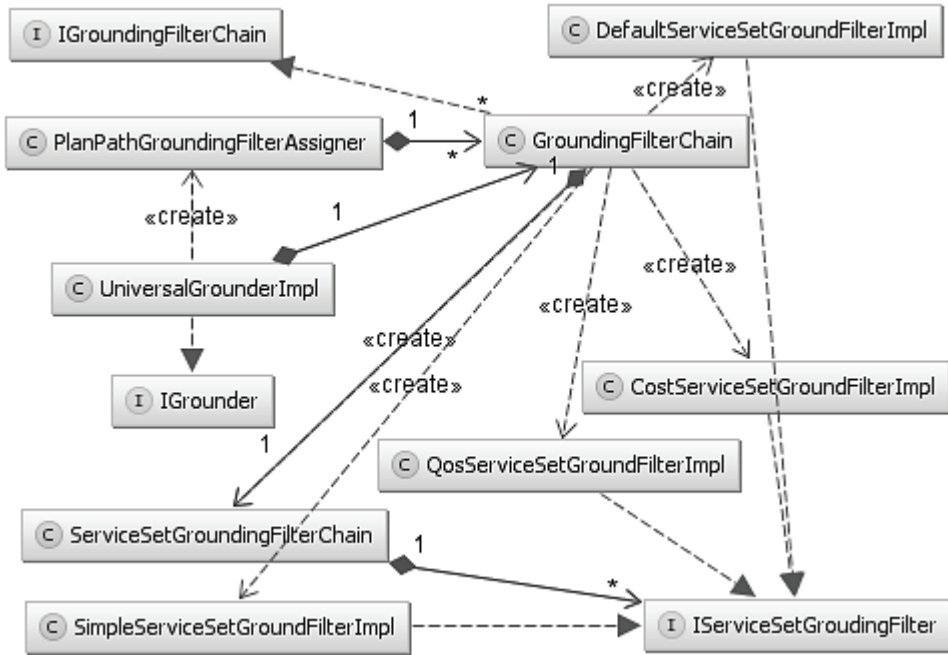 I IGroundingFilterChain
C DefaultServiceSetGroundFilterImpl
«create»
*
C PlanPathGroundingFilterAssigner
1
*
C GroundingFilterChain
1
«create»
1
C UniversalGrounderImpl
«create»
«create»
I IGrounder
«create»
«create»
C CostServiceSetGroundFilterImpl
1
C QosServiceSetGroundFilterImpl
C ServiceSetGroundingFilterChain
1
*
C SimpleServiceSetGroundFilterImpl
I IServiceSetGroudingFilter